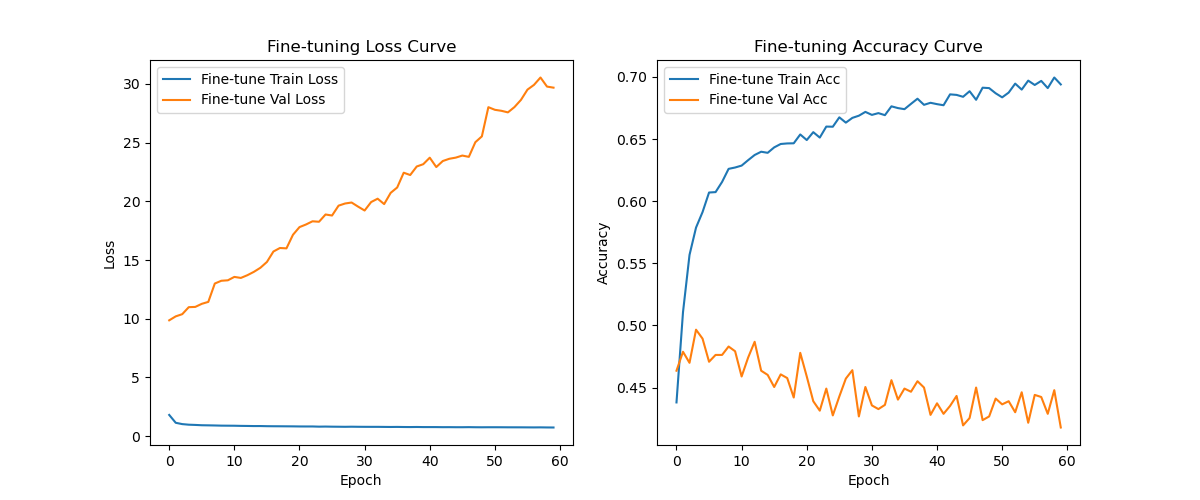 Fine-tuning Loss Curve
Fine-tune Train Loss
Fine-tune Val Loss
30
25
20
15
10
5
0
Loss
0 10 20 30 40 50 60
Epoch
Fine-tuning Accuracy Curve
Fine-tune Train Acc
Fine-tune Val Acc
0.70
0.65
0.60
0.55
0.50
0.45
Accuracy
0 10 20 30 40 50 60
Epoch